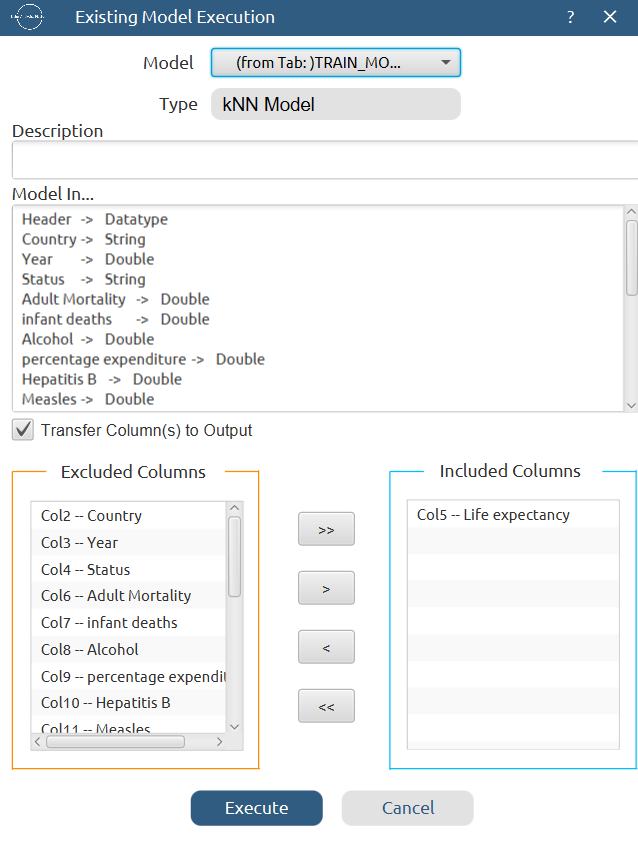 Existing Model Execution ? ×
Model (from Tab: )TRAIN_MO...
Type kNN Model
Description
Model In...
Header -> Datatype
Country -> String
Year -> Double
Status -> String
Adult Mortality -> Double
infant deaths -> Double
Alcohol -> Double
percentage expenditure -> Double
Hepatitis B -> Double
Measles -> Double
Transfer Column(s) to Output
Excluded Columns
Col2 -- Country
Col3 -- Year
Col4 -- Status
Col6 -- Adult Mortality
Col7 -- infant deaths
Col8 -- Alcohol
Col9 -- percentage expendit
Col10 -- Hepatitis B
Col11 -- Measles
>>
>
<
<<
Included Columns
Col5 -- Life expectancy
Execute
Cancel